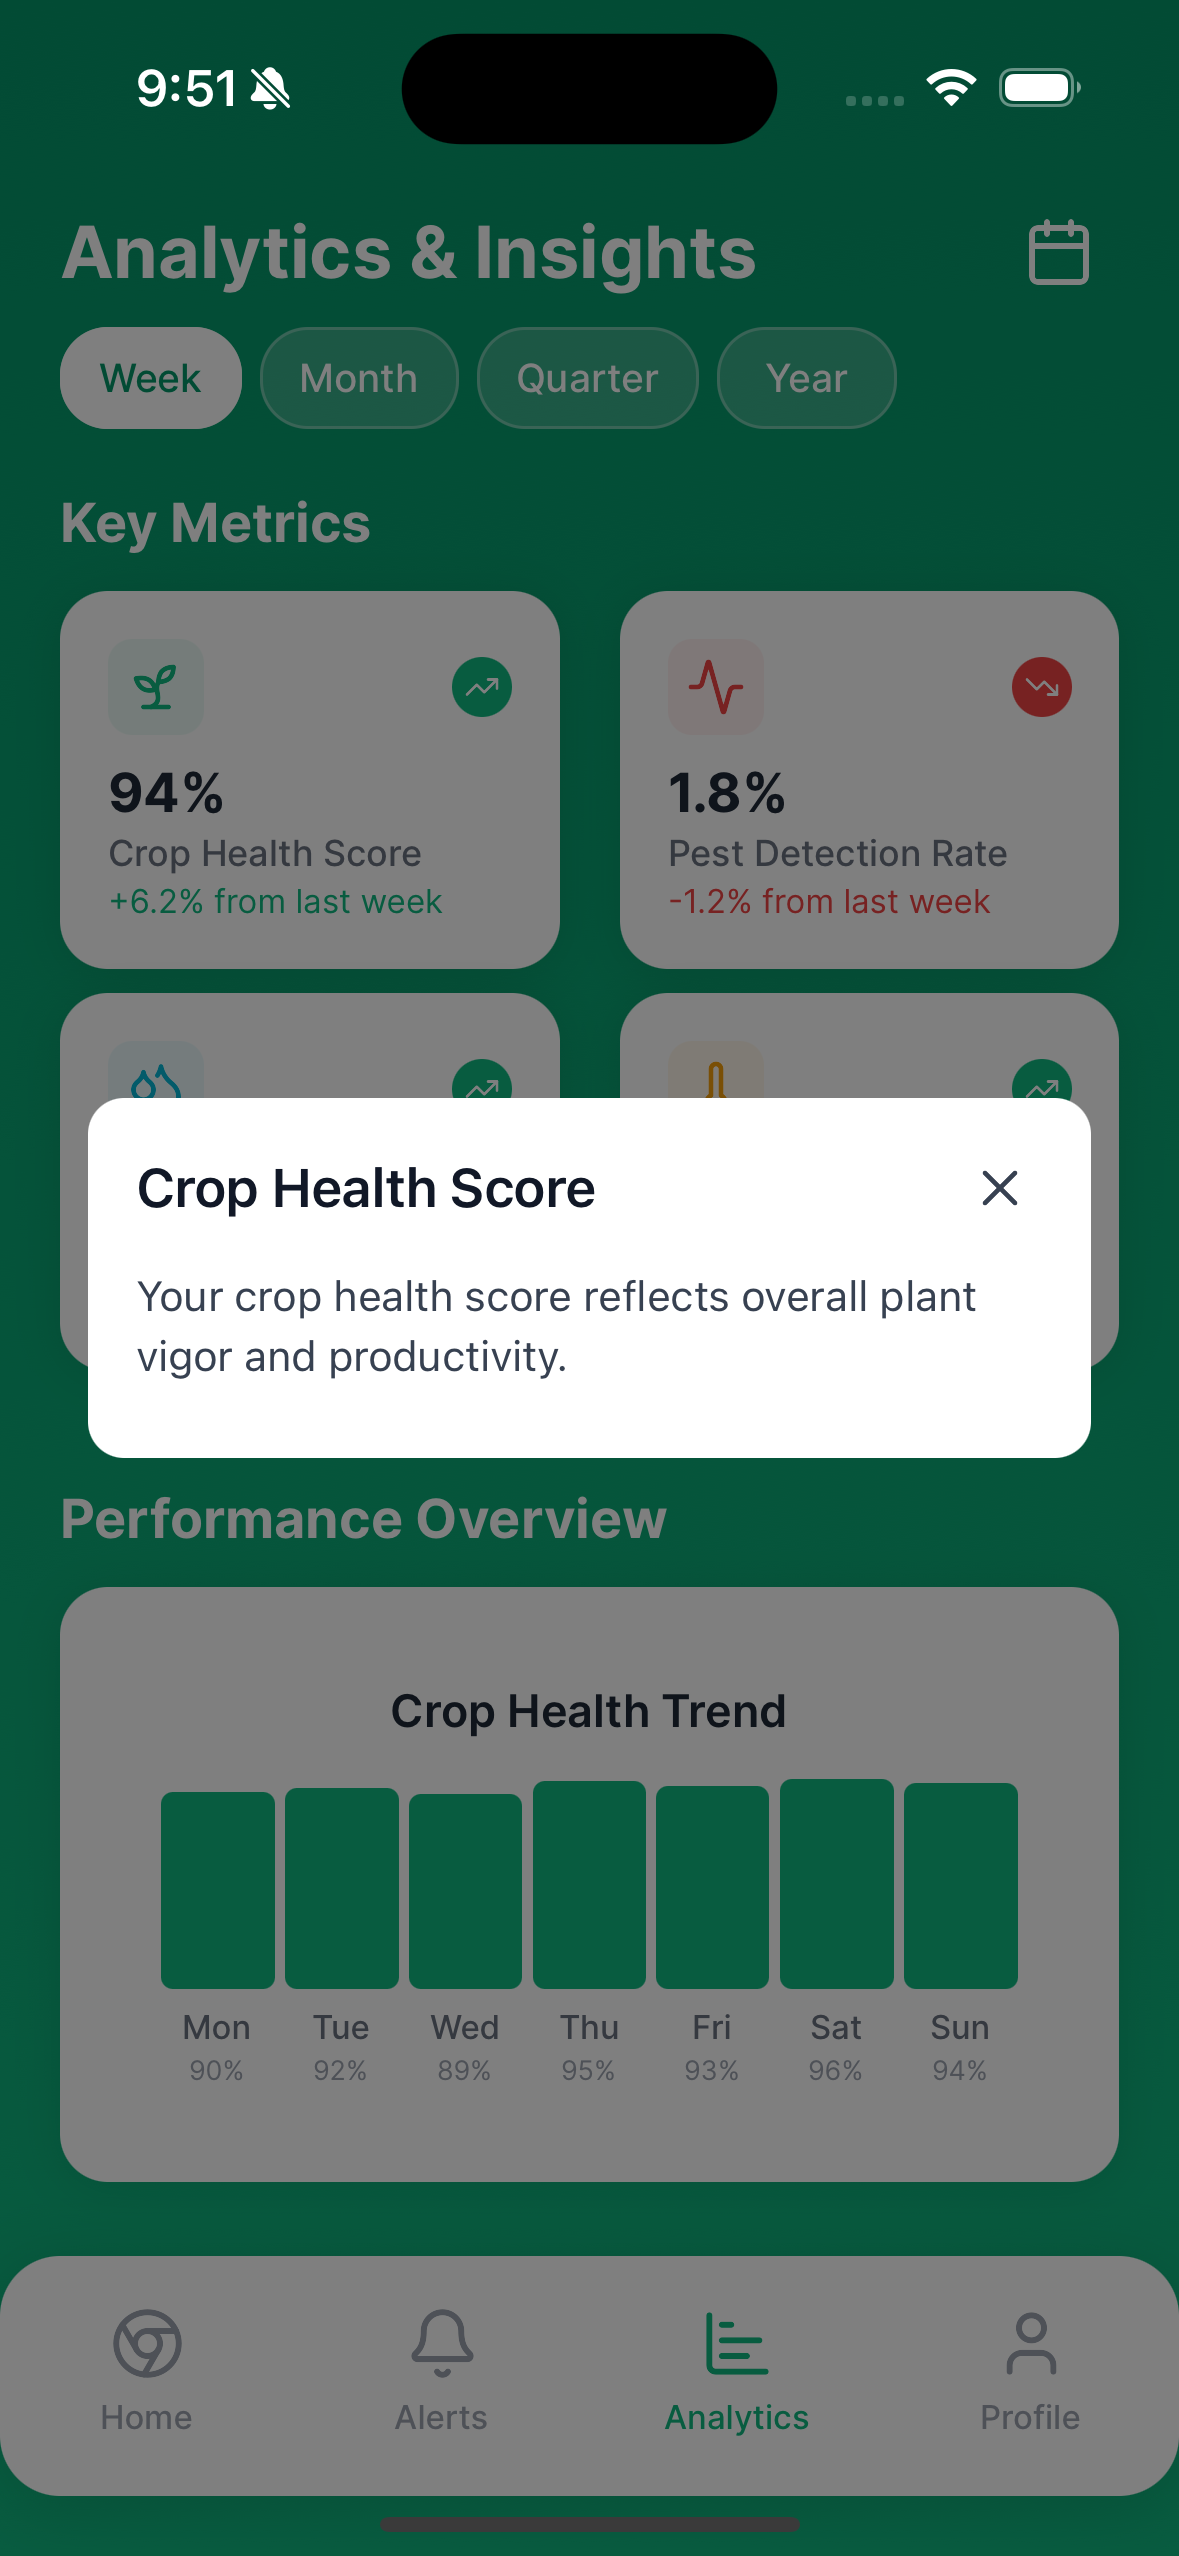 9:51
Analytics & Insights
Week Month Quarter Year
Key Metrics
94%
Crop Health Score
+6.2% from last week
1.8%
Pest Detection Rate
-1.2% from last week
Crop Health Score
Your crop health score reflects overall plant
vigor and productivity.
Performance Overview
Crop Health Trend
Mon Tue Wed Thu Fri Sat Sun
90% 92% 89% 95% 93% 96% 94%
Home Alerts Analytics Profile